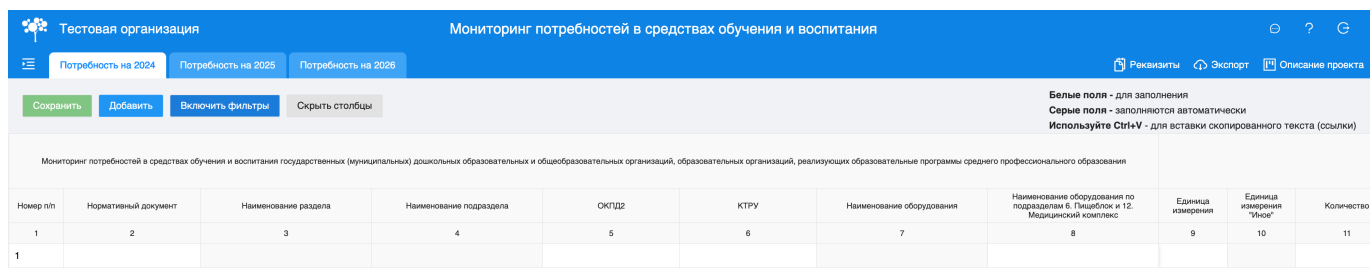 Тестовая организация
Мониторинг потребностей в средствах обучения и воспитания
Потребность на 2024
Потребность на 2025
Потребность на 2026
Реквизиты
Экспорт
Описание проекта
Сохранить
Добавить
Включить фильтры
Скрыть столбцы
Белые поля - для заполнения
Серые поля - заполняются автоматически
Используйте Ctrl+V - для вставки скопированного текста (ссылки)
Мониторинг потребностей в средствах обучения и воспитания государственных (муниципальных) дошкольных образовательных и общеобразовательных организаций, образовательных организаций, реализующих образовательные программы среднего профессионального образования
Номер п/п
Нормативный документ
Наименование раздела
Наименование подраздела
ОКПД2
КТРУ
Наименование оборудования
Наименование оборудования по
подразделам 6. Пищеблок и 12.
Медицинский комплекс
Единица
измерения
Единица
измерения
"Иное"
Количество
1 2 3 4 5 6 7 8 9 10 11
1